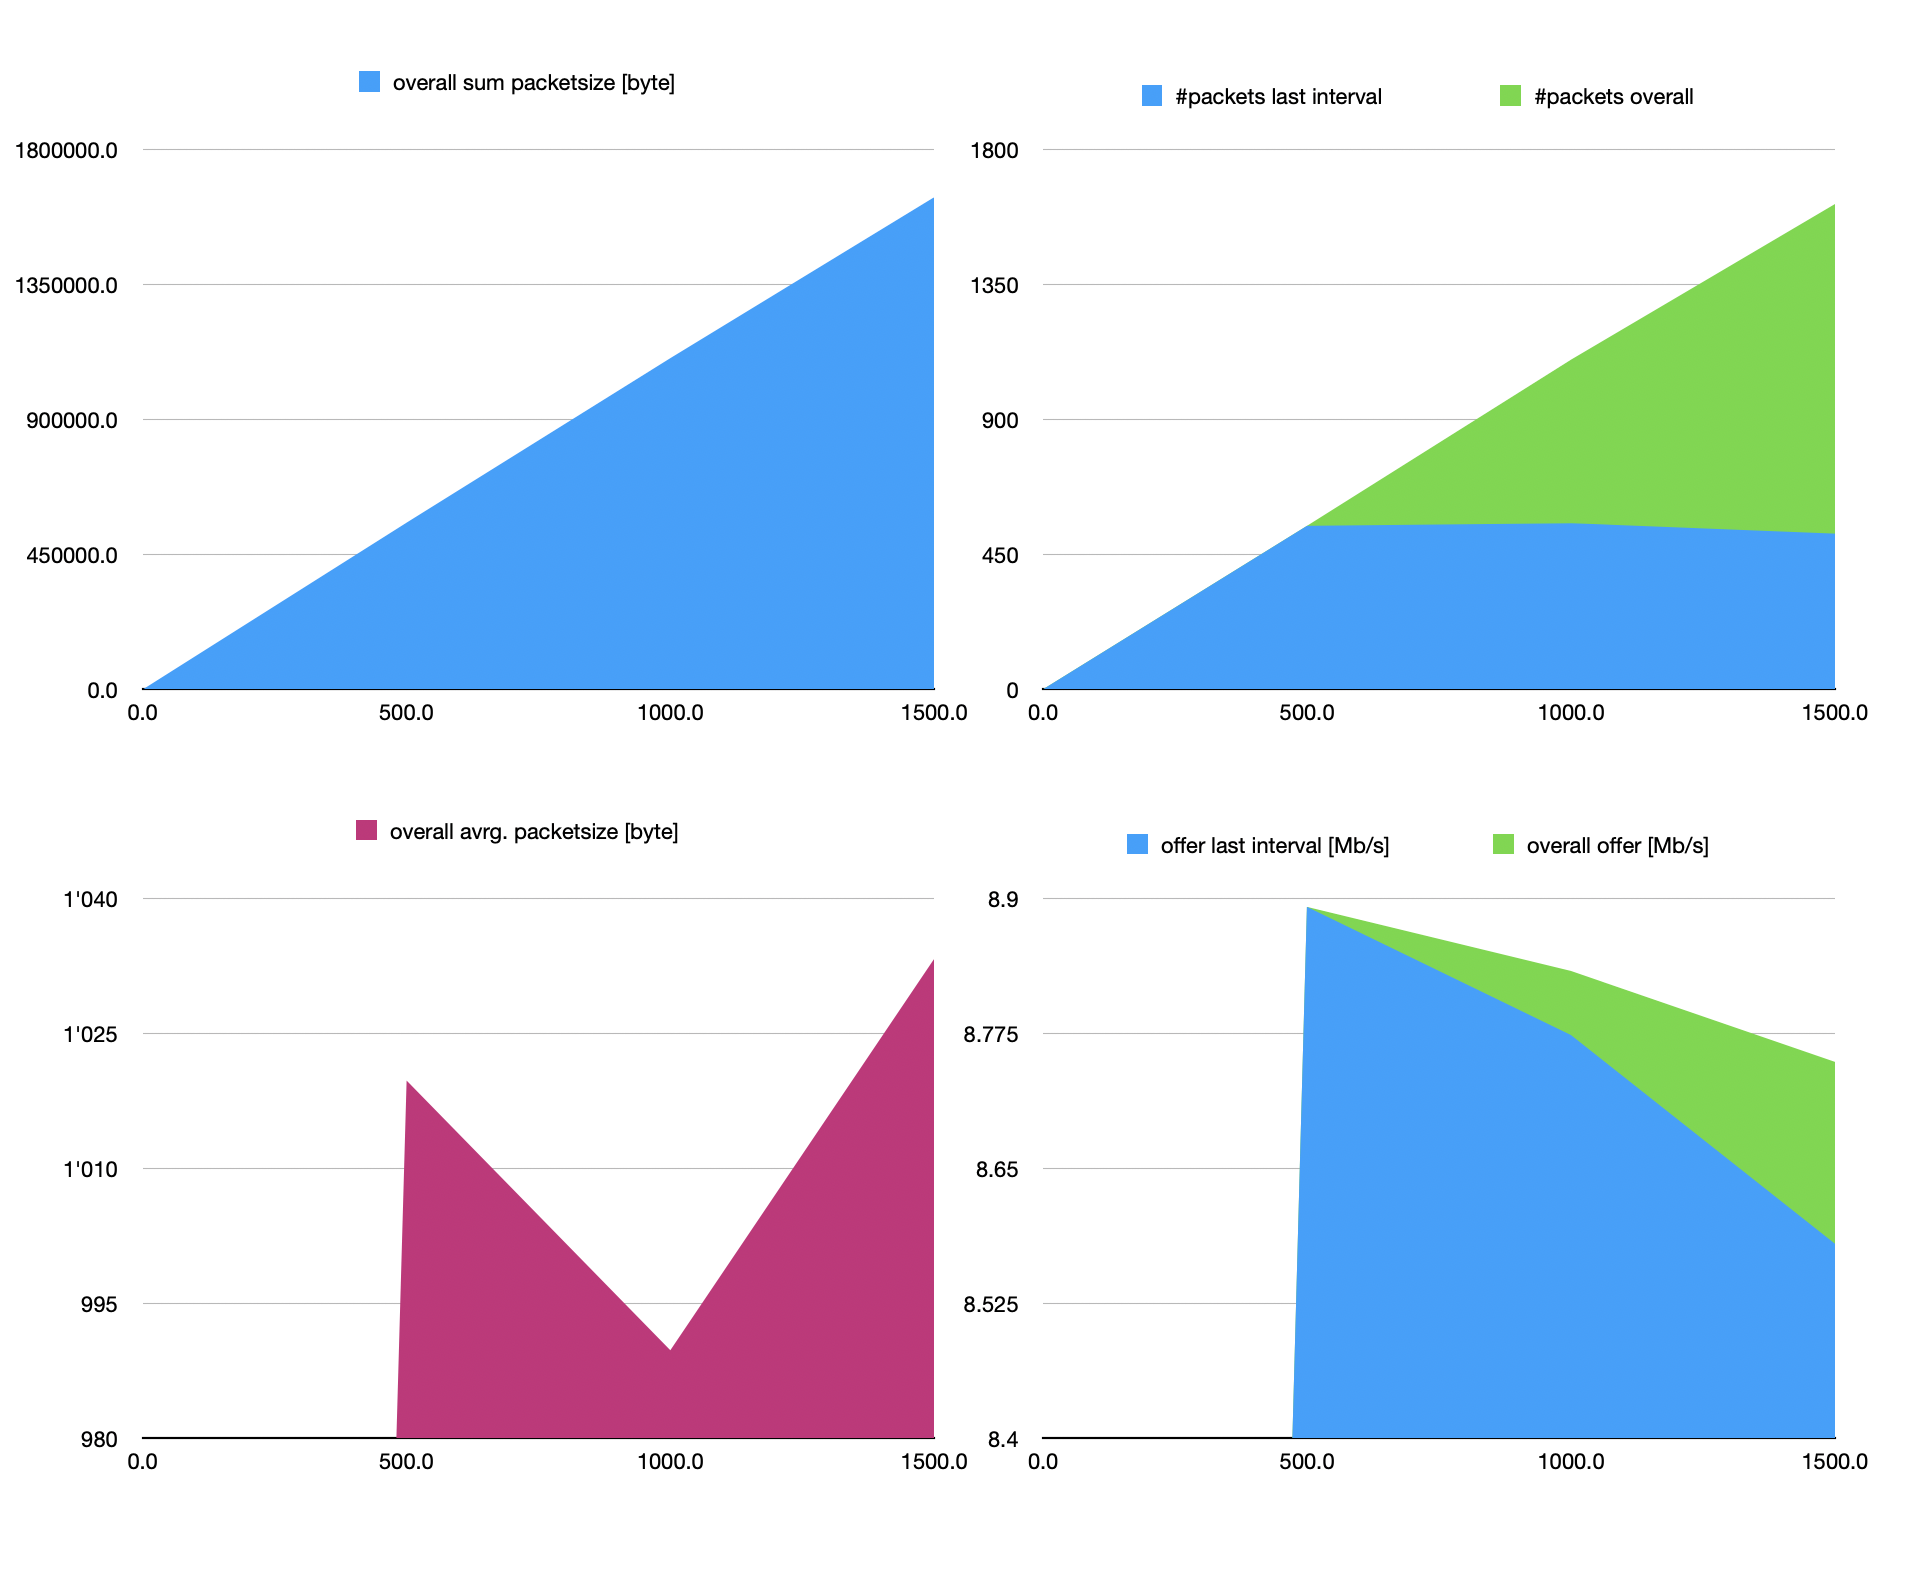 overall sum packetsize [byte]
1800000.0
1350000.0
900000.0
450000.0
0.0
0.0 500.0 1000.0 1500.0
#packets last interval #packets overall
1800
1350
900
450
0
0.0 500.0 1000.0 1500.0
overall avrg. packetsize [byte]
1'040
1'025
1'010
995
980
0.0 500.0 1000.0 1500.0
offer last interval [Mb/s] overall offer [Mb/s]
8.9
8.775
8.65
8.525
8.4
0.0 500.0 1000.0 1500.0